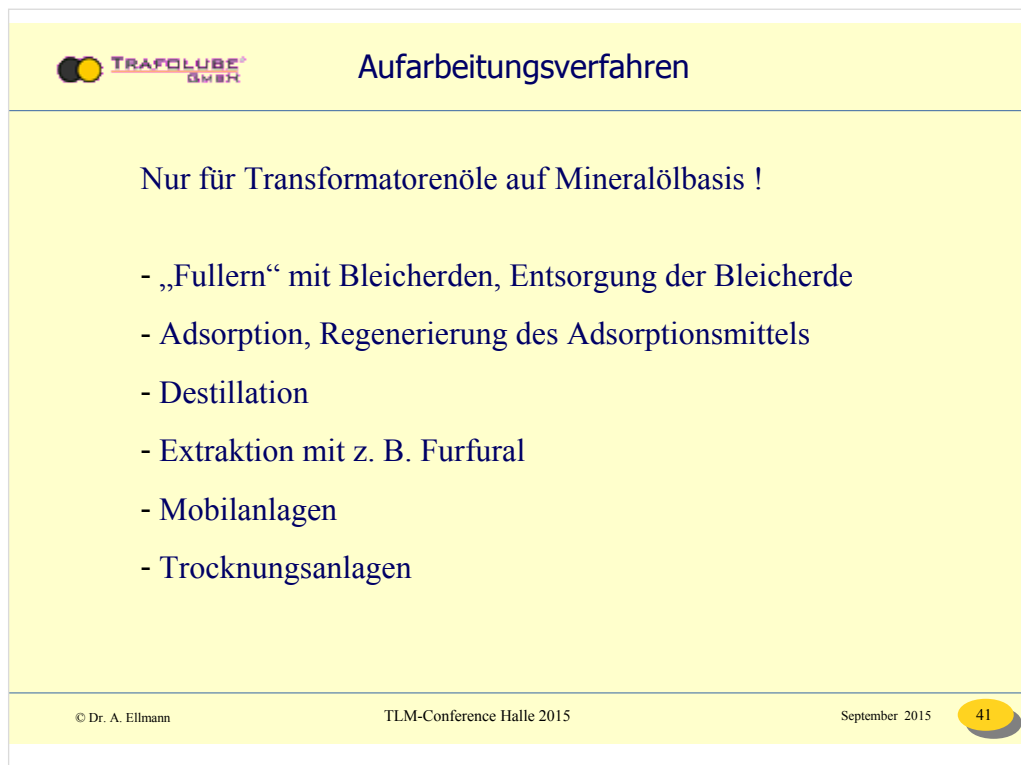 TRAFOLUBE®
GMBH
Aufarbeitungsverfahren
Nur für Transformatorenöle auf Mineralölbasis !
- „Fullern“ mit Bleicherden, Entsorgung der Bleicherde
- Adsorption, Regenerierung des Adsorptionsmittels
- Destillation
- Extraktion mit z. B. Furfural
- Mobilanlagen
- Trocknungsanlagen
© Dr. A. Ellmann
TLM-Conference Halle 2015
September 2015
41